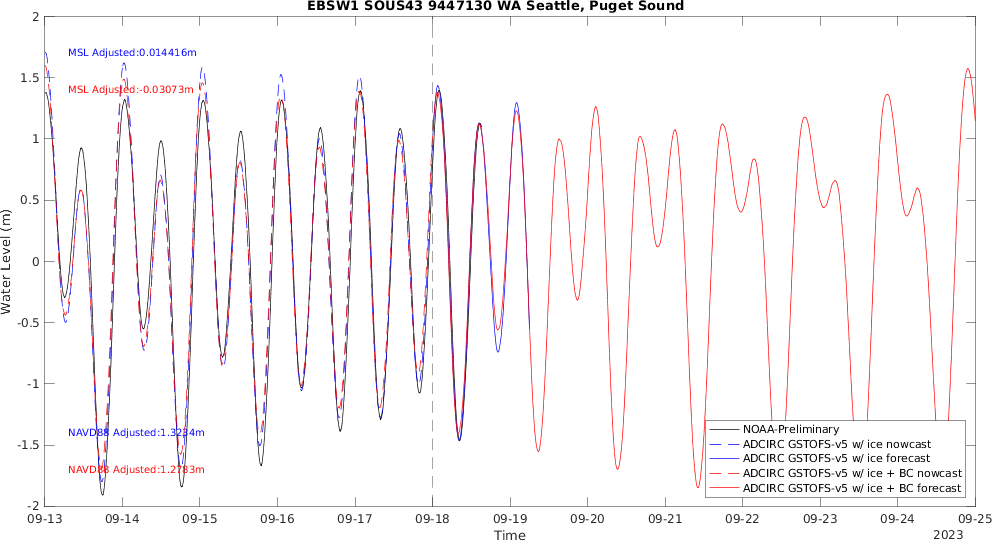 EBSW1 SOUS43 9447130 WA Seattle, Puget Sound
2
1.5
1
0.5
0
-0.5
-1
-1.5
-2
Water Level (m)
MSL Adjusted:0.014416m
MSL Adjusted:-0.03073m
NAVD88 Adjusted:1.3234m
NAVD88 Adjusted:1.2783m
NOAA-Preliminary
ADCIRC GSTOFS-v5 w/ ice nowcast
ADCIRC GSTOFS-v5 w/ ice forecast
ADCIRC GSTOFS-v5 w/ ice + BC nowcast
ADCIRC GSTOFS-v5 w/ ice + BC forecast
09-13 09-14 09-15 09-16 09-17 09-18 09-19 09-20 09-21 09-22 09-23 09-24 09-25
Time
2023